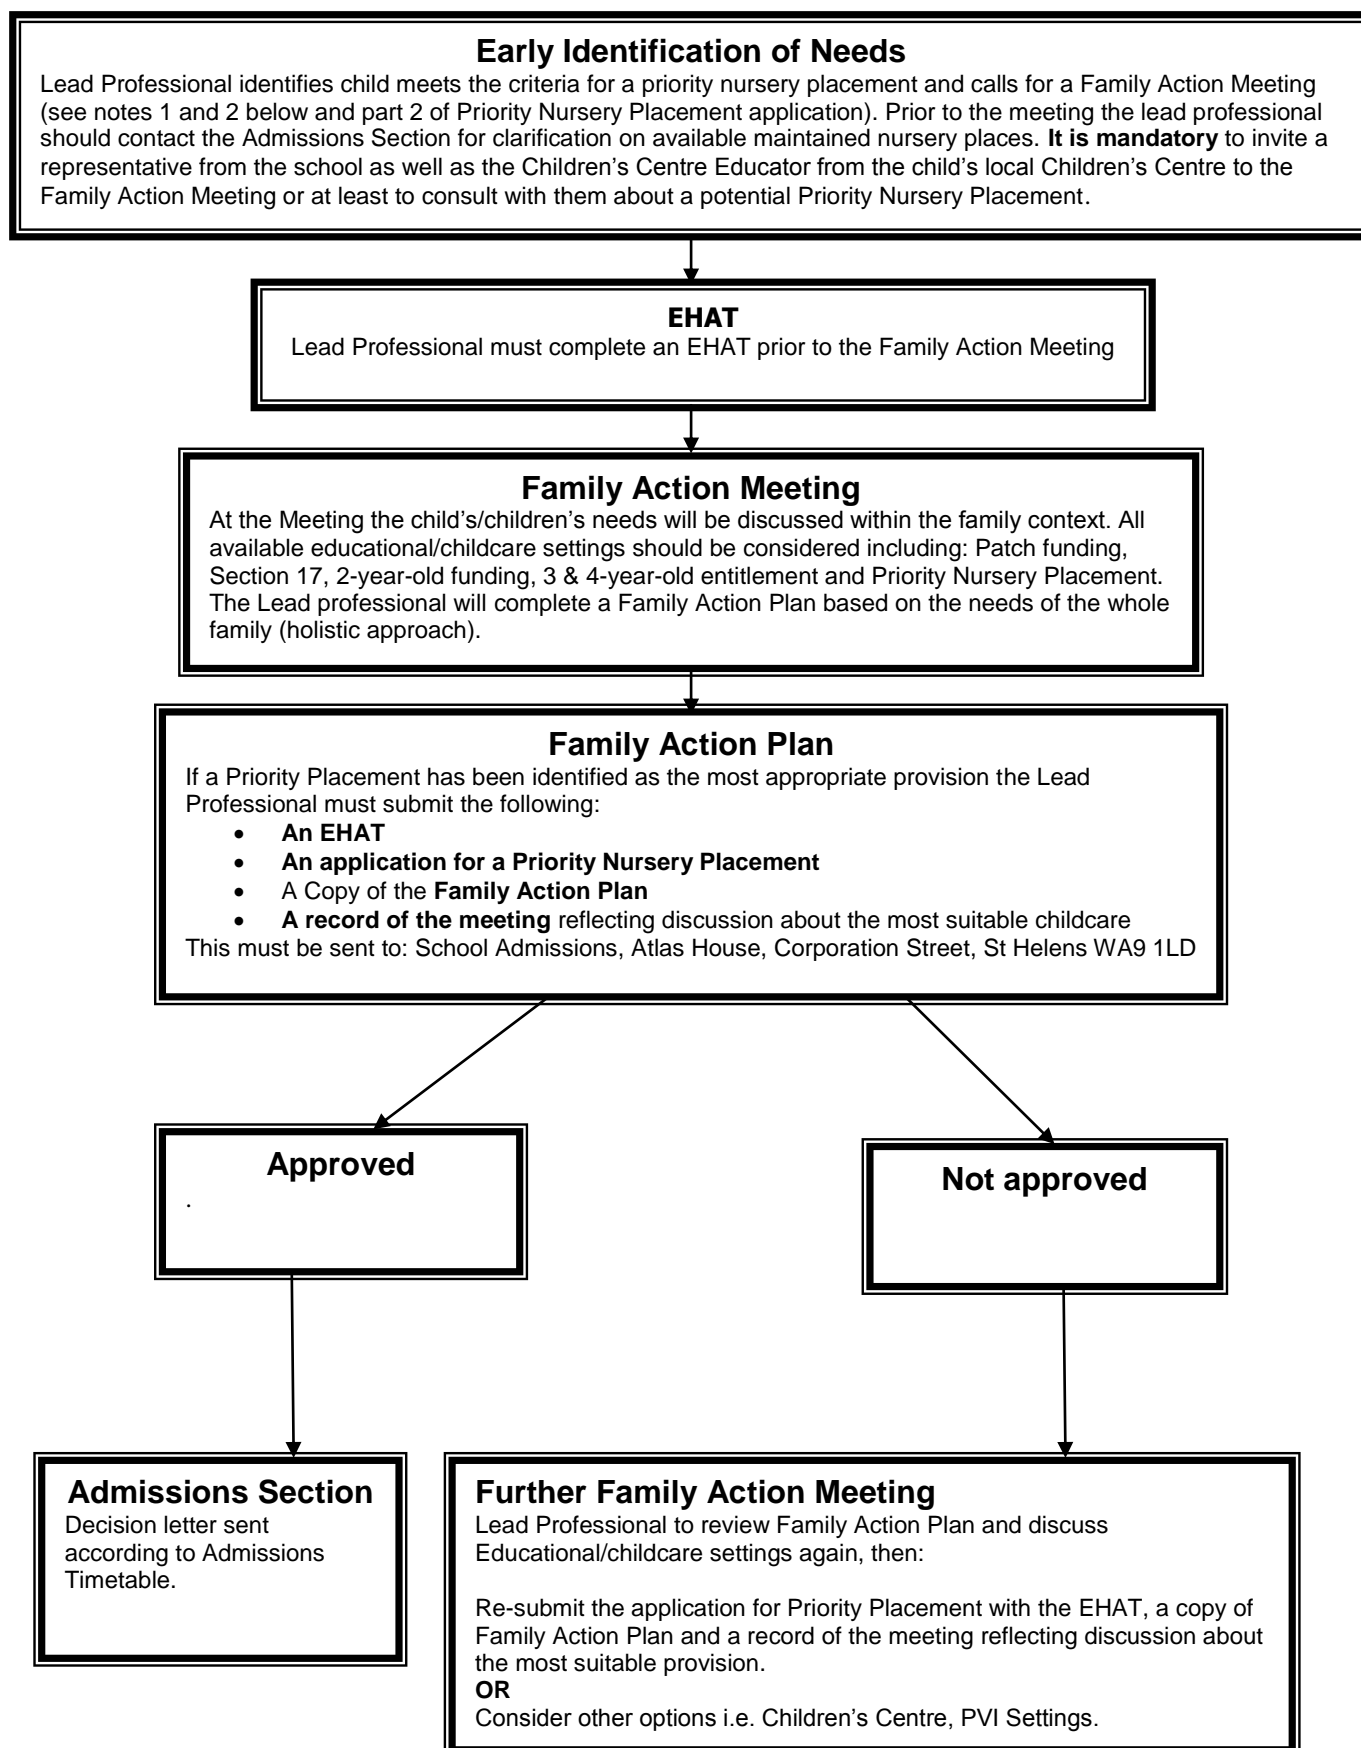 Early Identification of Needs
Lead Professional identifies child meets the criteria for a priority nursery placement and calls for a Family Action Meeting
(see notes 1 and 2 below and part 2 of Priority Nursery Placement application). Prior to the meeting the lead professional
should contact the Admissions Section for clarification on available maintained nursery places. It is mandatory to invite a
representative from the school as well as the Children’s Centre Educator from the child’s local Children’s Centre to the
Family Action Meeting or at least to consult with them about a potential Priority Nursery Placement.
EHAT
Lead Professional must complete an EHAT prior to the Family Action Meeting
Family Action Meeting
At the Meeting the child’s/children’s needs will be discussed within the family context. All
available educational/childcare settings should be considered including: Patch funding,
Section 17, 2-year-old funding, 3 & 4-year-old entitlement and Priority Nursery Placement.
The Lead professional will complete a Family Action Plan based on the needs of the whole
family (holistic approach).
Family Action Plan
If a Priority Placement has been identified as the most appropriate provision the Lead
Professional must submit the following:
• An EHAT
• An application for a Priority Nursery Placement
• A Copy of the Family Action Plan
• A record of the meeting reflecting discussion about the most suitable childcare
This must be sent to: School Admissions, Atlas House, Corporation Street, St Helens WA9 1LD
Approved
.
Not approved
Admissions Section
Decision letter sent
according to Admissions
Timetable.
Further Family Action Meeting
Lead Professional to review Family Action Plan and discuss
Educational/childcare settings again, then:
Re-submit the application for Priority Placement with the EHAT, a copy of
Family Action Plan and a record of the meeting reflecting discussion about
the most suitable provision.
OR
Consider other options i.e. Children’s Centre, PVI Settings.